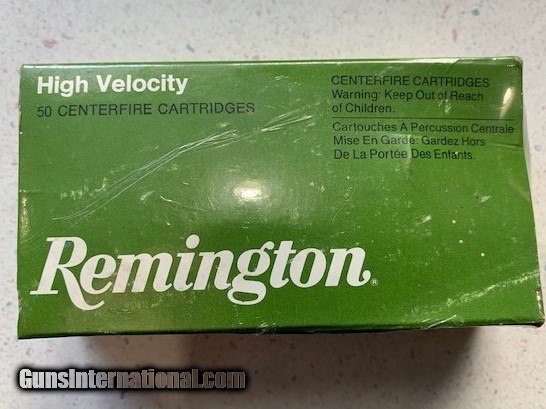 High Velocity
50 CENTERFIRE CARTRIDGES
CENTERFIRE CARTRIDGES
Warning: Keep Out of Reach
of Children.
Cartouches A Percussion Centrale
Mise En Garde: Gardez Hors
De La Portée Des Enfants.
Remington®
GunsInternational.com